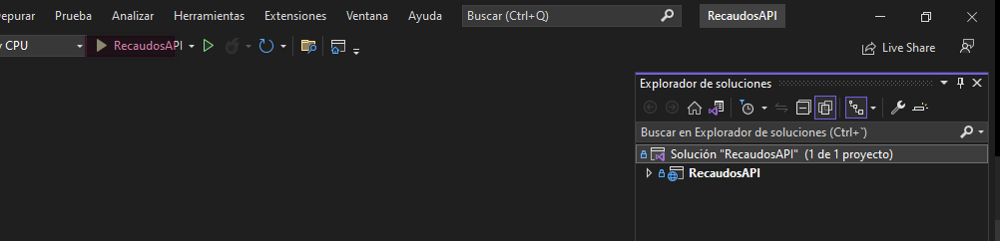 epurar Prueba Analizar Herramientas Extensiones Ventana Ayuda Buscar (Ctrl+Q) RecaudosAPI
y CPU RecaudosAPI Live Share
Explorador de soluciones
Buscar en Explorador de soluciones (Ctrl+`)
Solución "RecaudosAPI" (1 de 1 proyecto)
RecaudosAPI